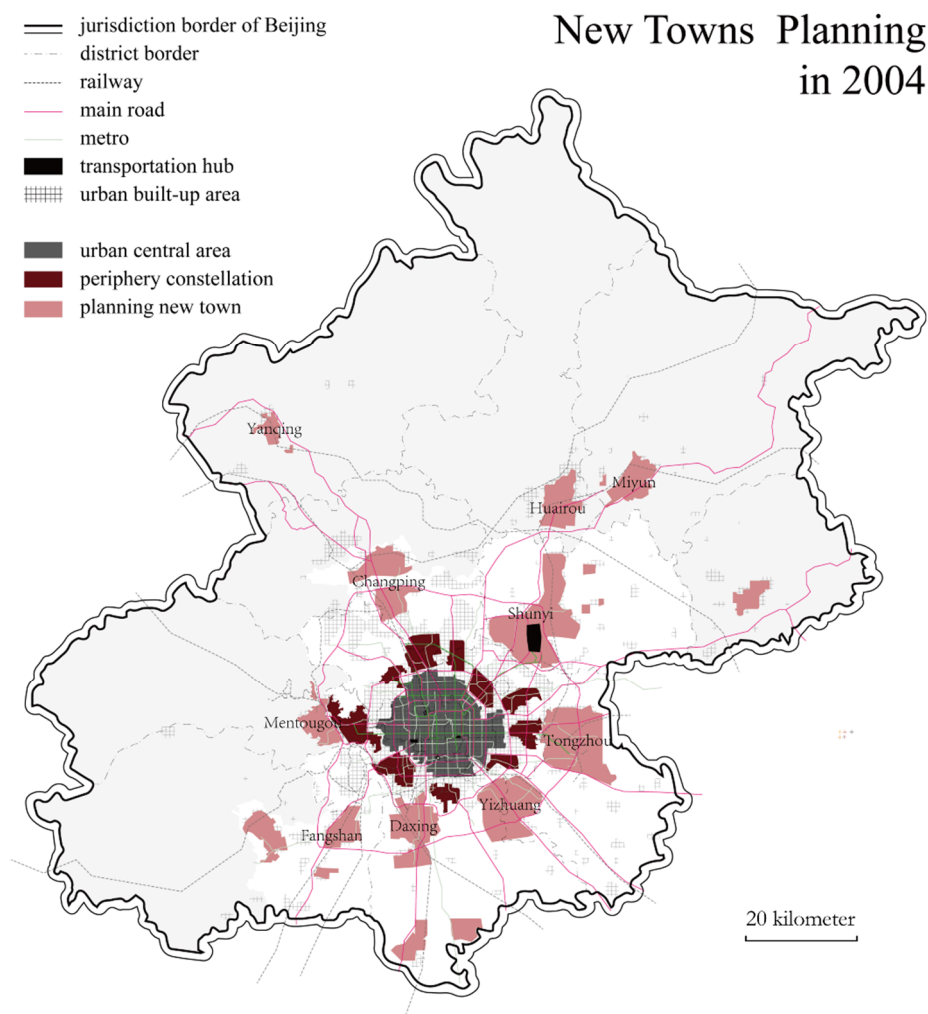 jurisdiction border of Beijing
district border
railway
main road
metro
transportation hub
urban built-up area
urban central area
periphery constellation
planning new town
New Towns Planning
in 2004
Yanqing
Miyun
Huairou
Changping
Shunyi
Mentougou
Tongzhou
Yizhuang
Daxing
Fangshan
20 kilometer